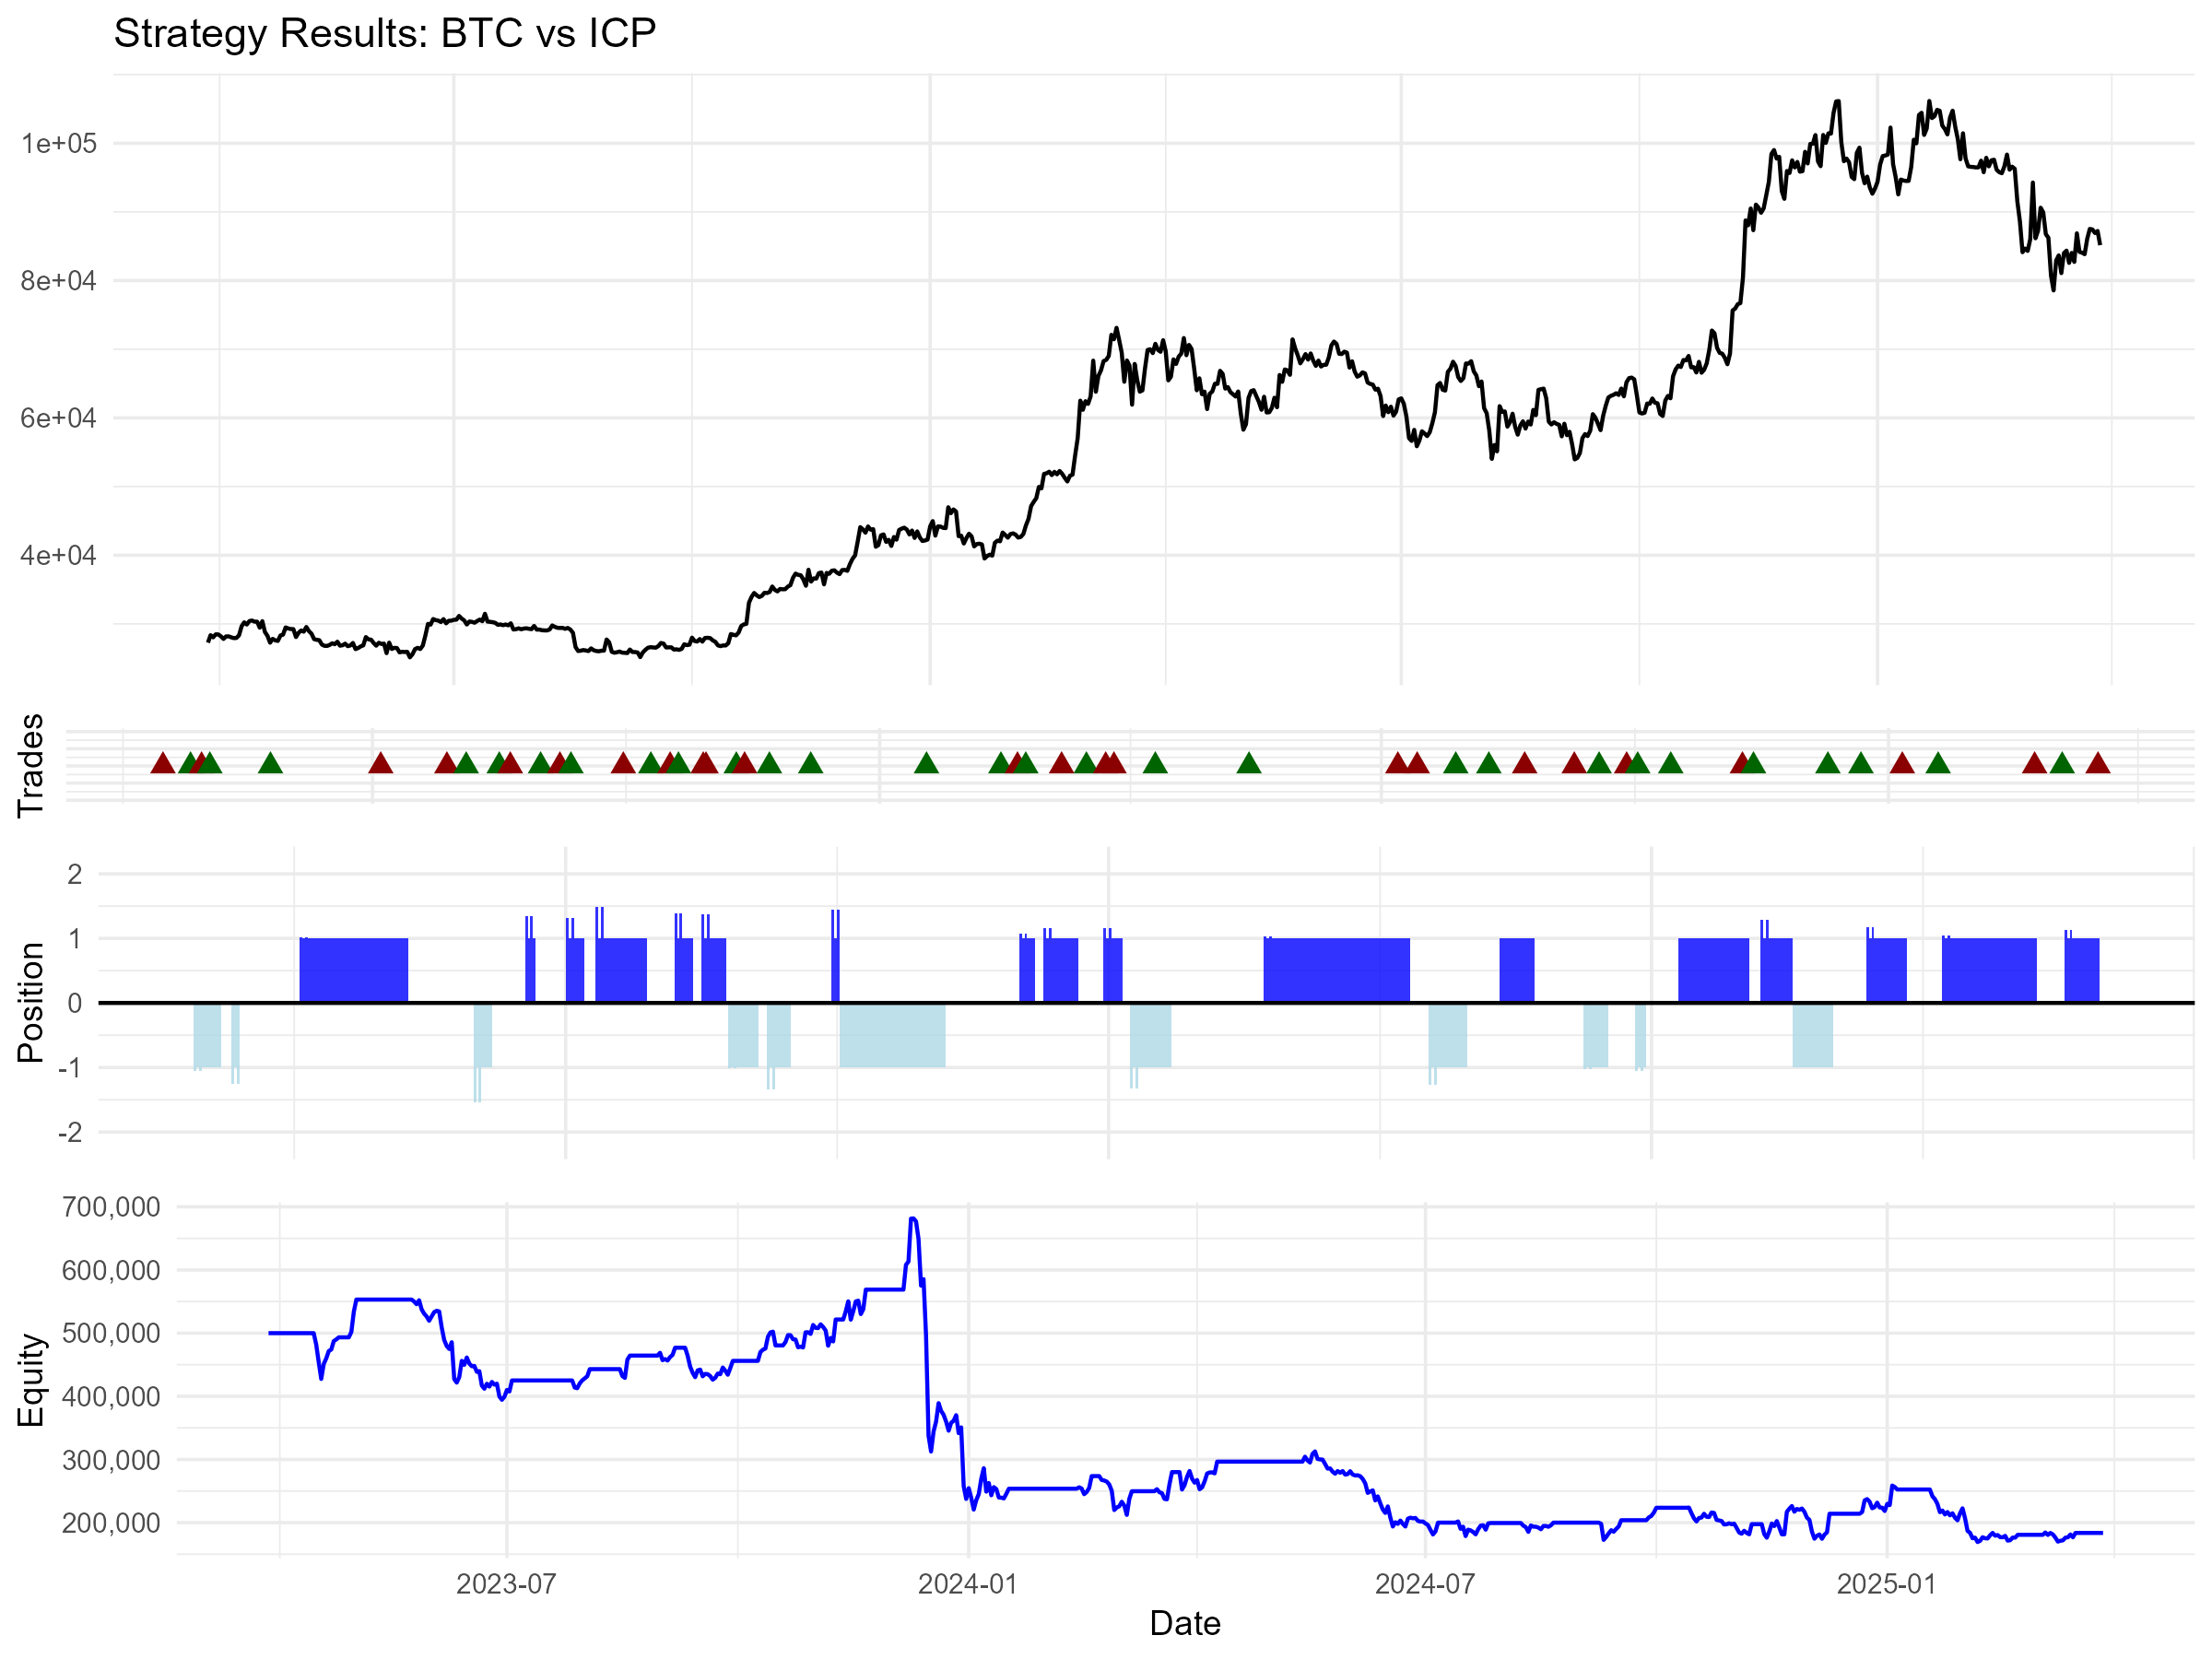 Strategy Results: BTC vs ICP
1e+05
8e+04
6e+04
4e+04
Trades
Position
2
1
0
-1
-2
Equity
700,000
600,000
500,000
400,000
300,000
200,000
2023-07
2024-01
2024-07
2025-01
Date